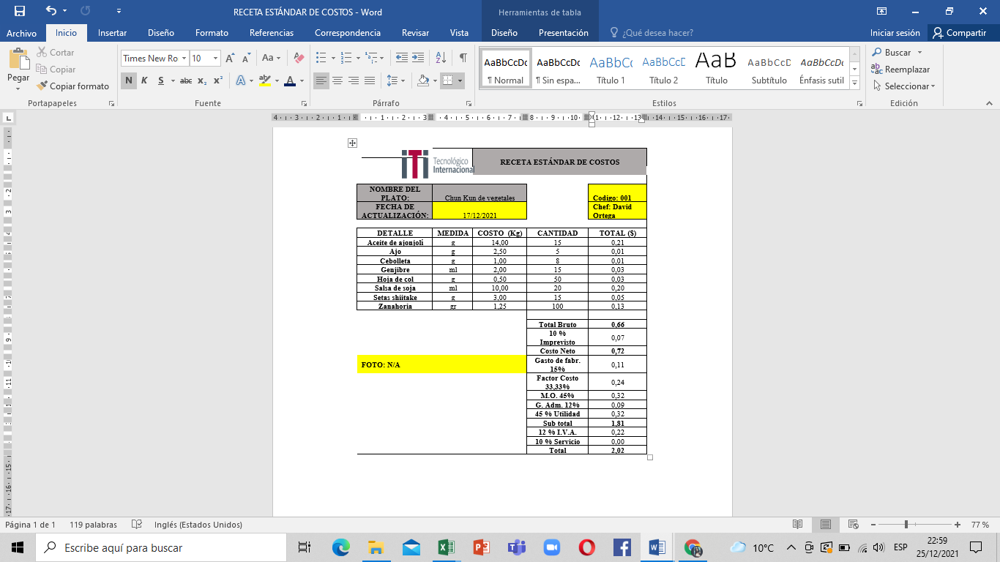 RECETA ESTÁNDAR DE COSTOS - Word
Herramientas de tabla
Archivo Inicio Insertar Diseño Formato Referencias Correspondencia Revisar Vista Diseño Presentación ¿Qué desea hacer? Iniciar sesión Compartir
Pegar
Cortar
Copiar
Copiar formato
Portapapeles
Times New Ro 10
N K S abc x₂ x²
Fuente
Párrafo
AaBbCcDc AaBbCcDc AaBbCc AaBbCcD AaB AaBbCcD AaBbCcDc
¶ Normal ¶ Sin espa... Título 1 Título 2 Título Subtítulo Énfasis sutil
Estilos
Buscar
Reemplazar
Seleccionar
Edición
iTi Tecnológico
Internacional
RECETA ESTÁNDAR DE COSTOS
NOMBRE DEL
PLATO: Chun Kun de vegetales Codigo: 001
FECHA DE
ACTUALIZACIÓN: 17/12/2021
Chef: David
Ortega
DETALLE MEDIDA COSTO (Kg) CANTIDAD TOTAL ($)
Aceite de ajonjolí g 14,00 15 0,21
Ajo g 2,50 5 0,01
Cebolleta g 1,00 8 0,01
Genjibre ml 2,00 15 0,03
Hoja de col g 0,50 50 0,03
Salsa de soja ml 10,00 20 0,20
Setas shiitake g 3,00 15 0,05
Zanahoria gr 1,25 100 0,13
Total Bruto 0,66
10 %
Imprevisto 0,07
Costo Neto 0,72
FOTO: N/A
Gasto de fabr.
15% 0,11
Factor Costo
33,33% 0,24
M.O. 45% 0,32
G. Adm. 12% 0,09
45 % Utilidad 0,32
Sub total 1,81
12 % I.V.A. 0,22
10 % Servicio 0,00
Total 2,02
Página 1 de 1 119 palabras Inglés (Estados Unidos) 77 %
Escribe aquí para buscar
10°C ESP 22:59
25/12/2021